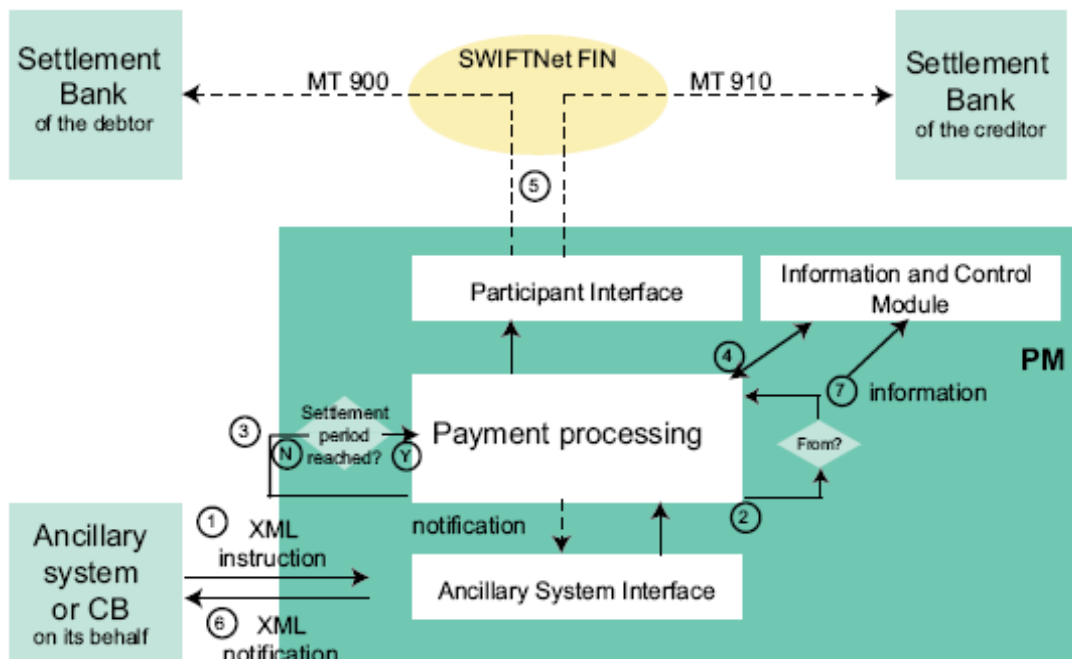 Settlement
Bank
of the debtor
MT 900
SWIFTNet FIN
MT 910
Settlement
Bank
of the creditor
5
Participant Interface
Information and Control
Module
4
PM
7 information
3
Settlement
period
reached?
N
Y
Payment processing
From?
2
notification
1 XML
instruction
Ancillary
system
or CB
on its behalf
Ancillary System Interface
6 XML
notification